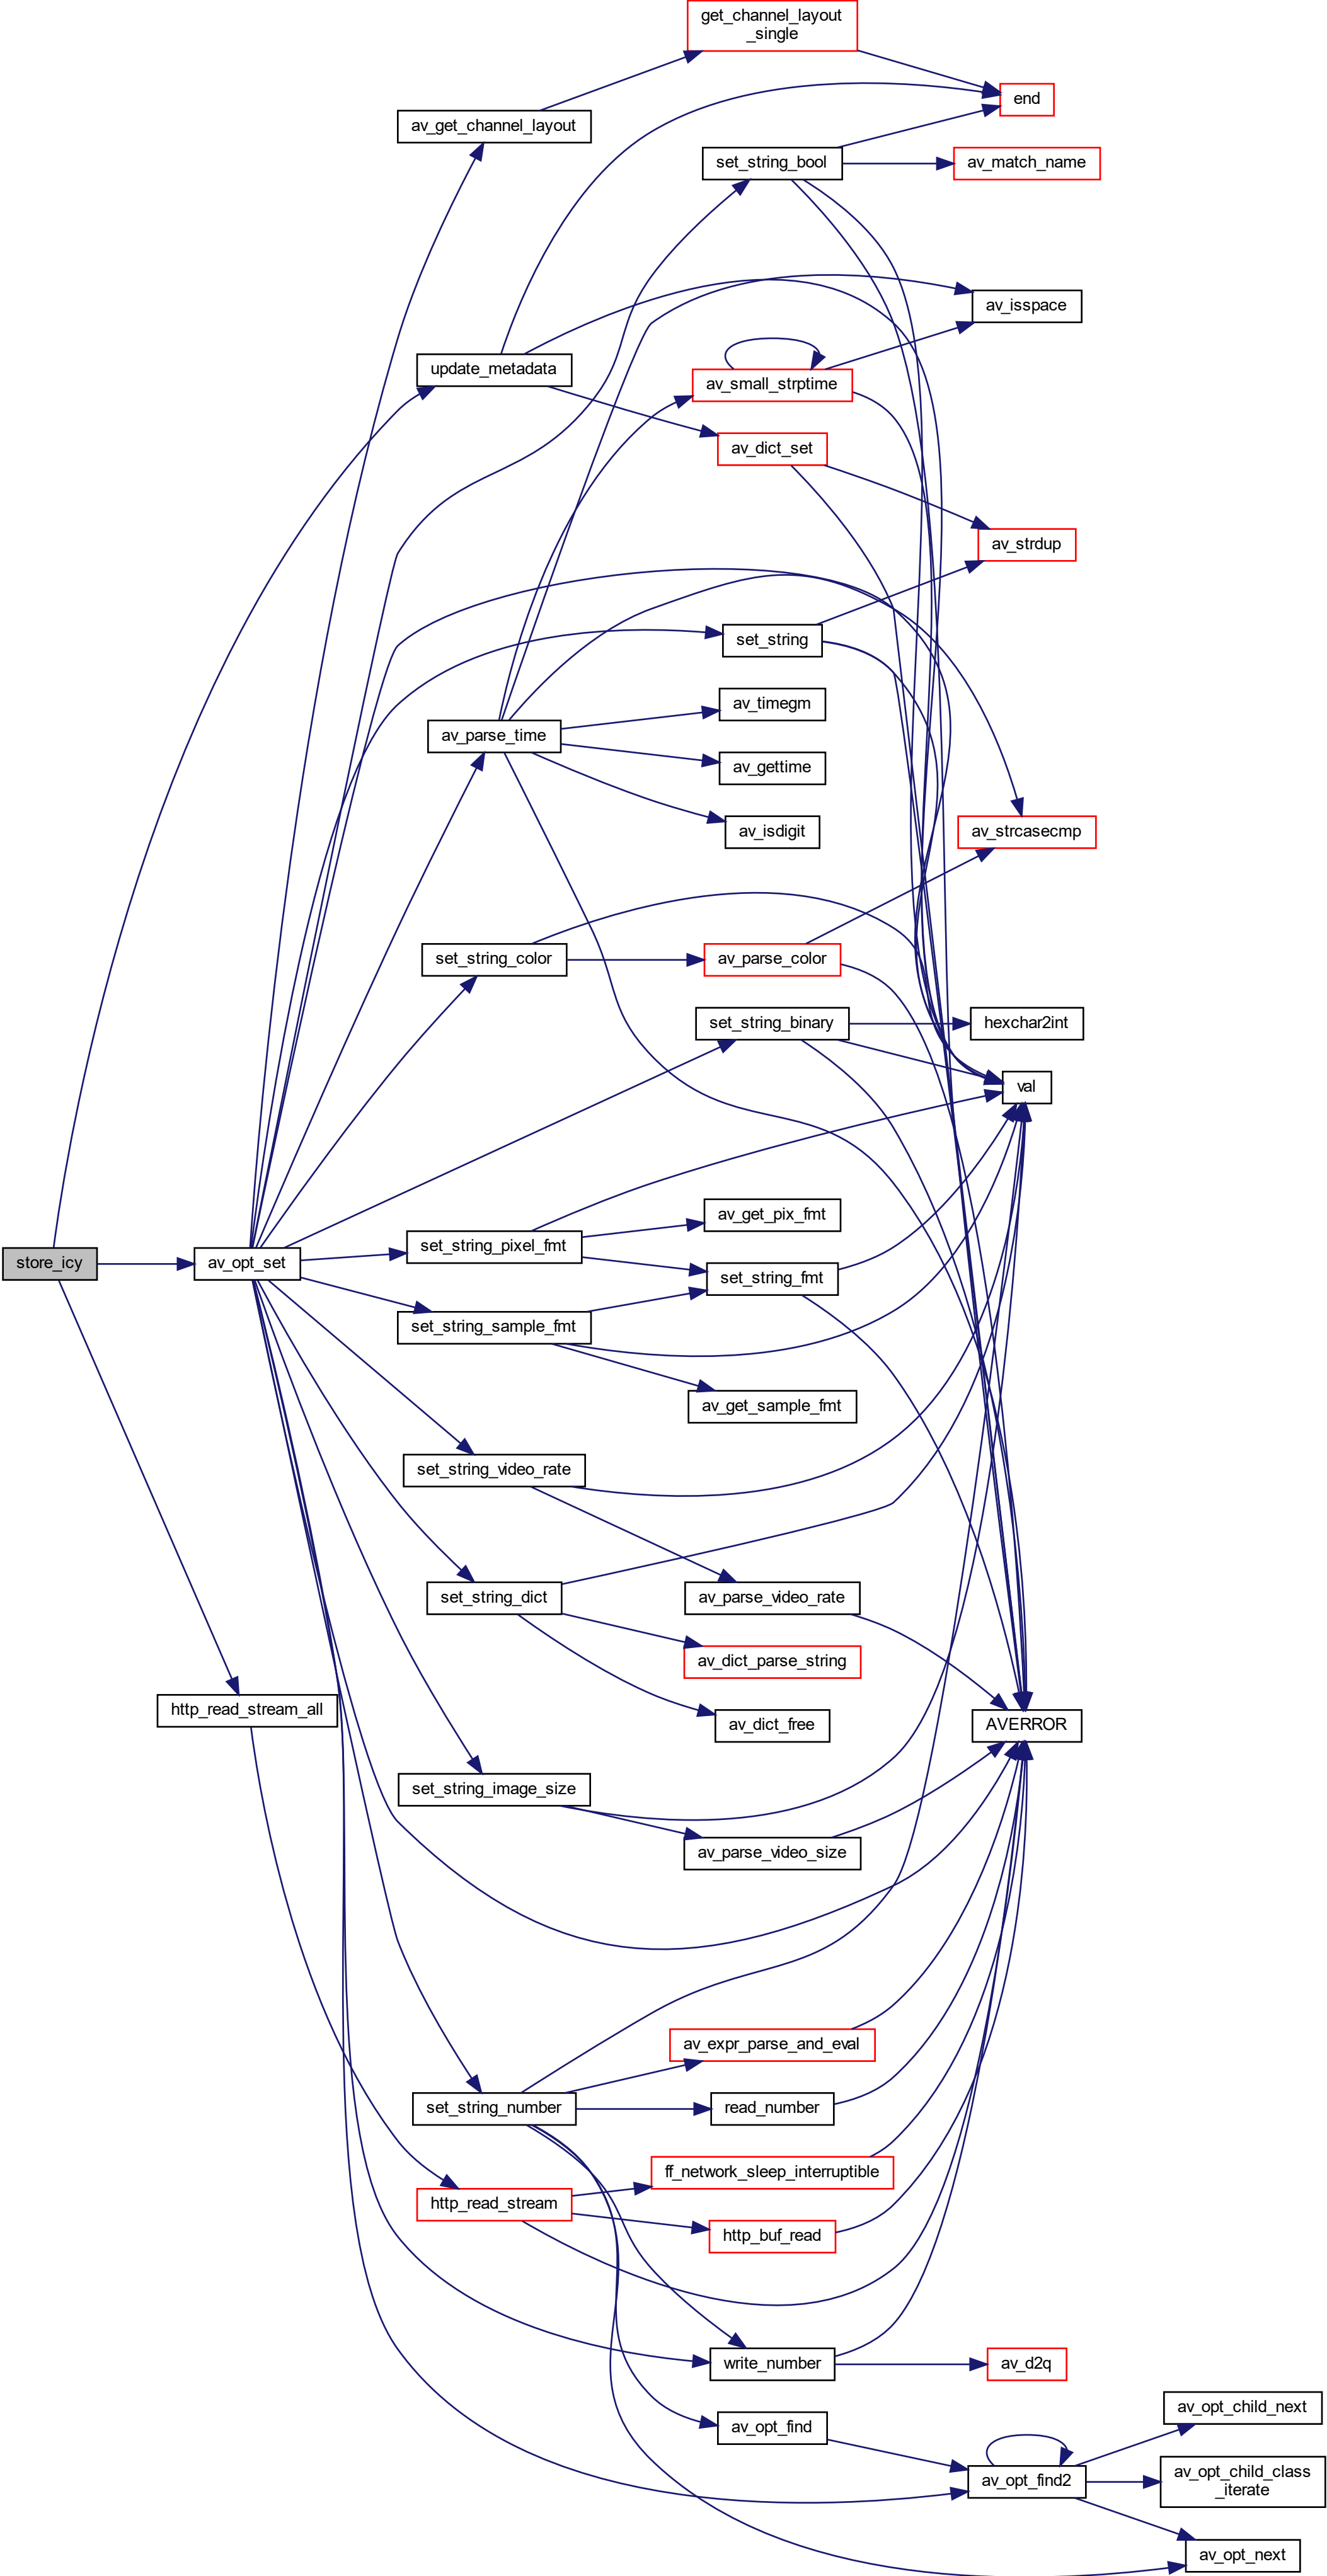 get_channel_layout
_single
end
av_get_channel_layout
set_string_bool
av_match_name
av_isspace
update_metadata
av_small_strptime
av_dict_set
av_strdup
set_string
av_timegm
av_parse_time
av_gettime
av_isdigit
av_strcasecmp
set_string_color
av_parse_color
set_string_binary
hexchar2int
val
av_get_pix_fmt
set_string_pixel_fmt
store_icy
av_opt_set
set_string_fmt
set_string_sample_fmt
av_get_sample_fmt
set_string_video_rate
set_string_dict
av_parse_video_rate
av_dict_parse_string
http_read_stream_all
av_dict_free
AVERROR
set_string_image_size
av_parse_video_size
av_expr_parse_and_eval
set_string_number
read_number
ff_network_sleep_interruptible
http_read_stream
http_buf_read
write_number
av_d2q
av_opt_child_next
av_opt_find
av_opt_find2
av_opt_child_class
_iterate
av_opt_next